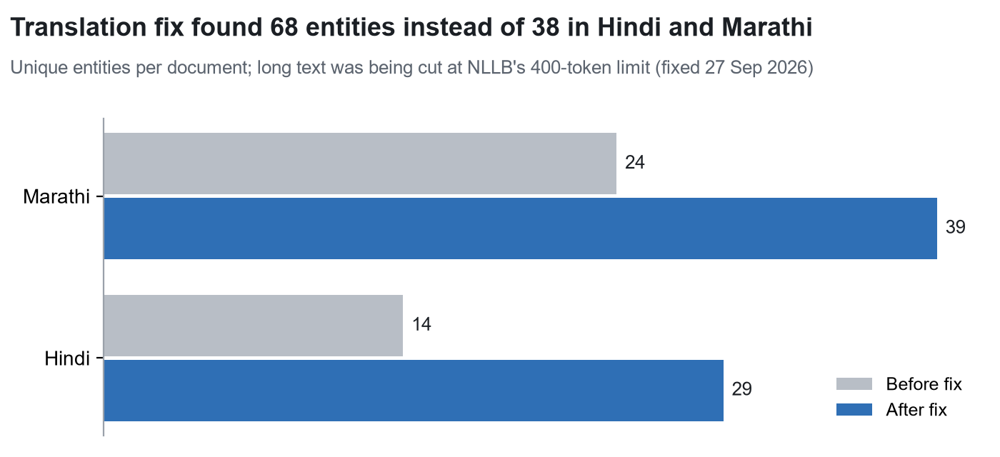 Translation fix found 68 entities instead of 38 in Hindi and Marathi
Unique entities per document; long text was being cut at NLLB's 400-token limit (fixed 27 Sep 2026)
24
Marathi
39
14
Hindi
29
Before fix
After fix